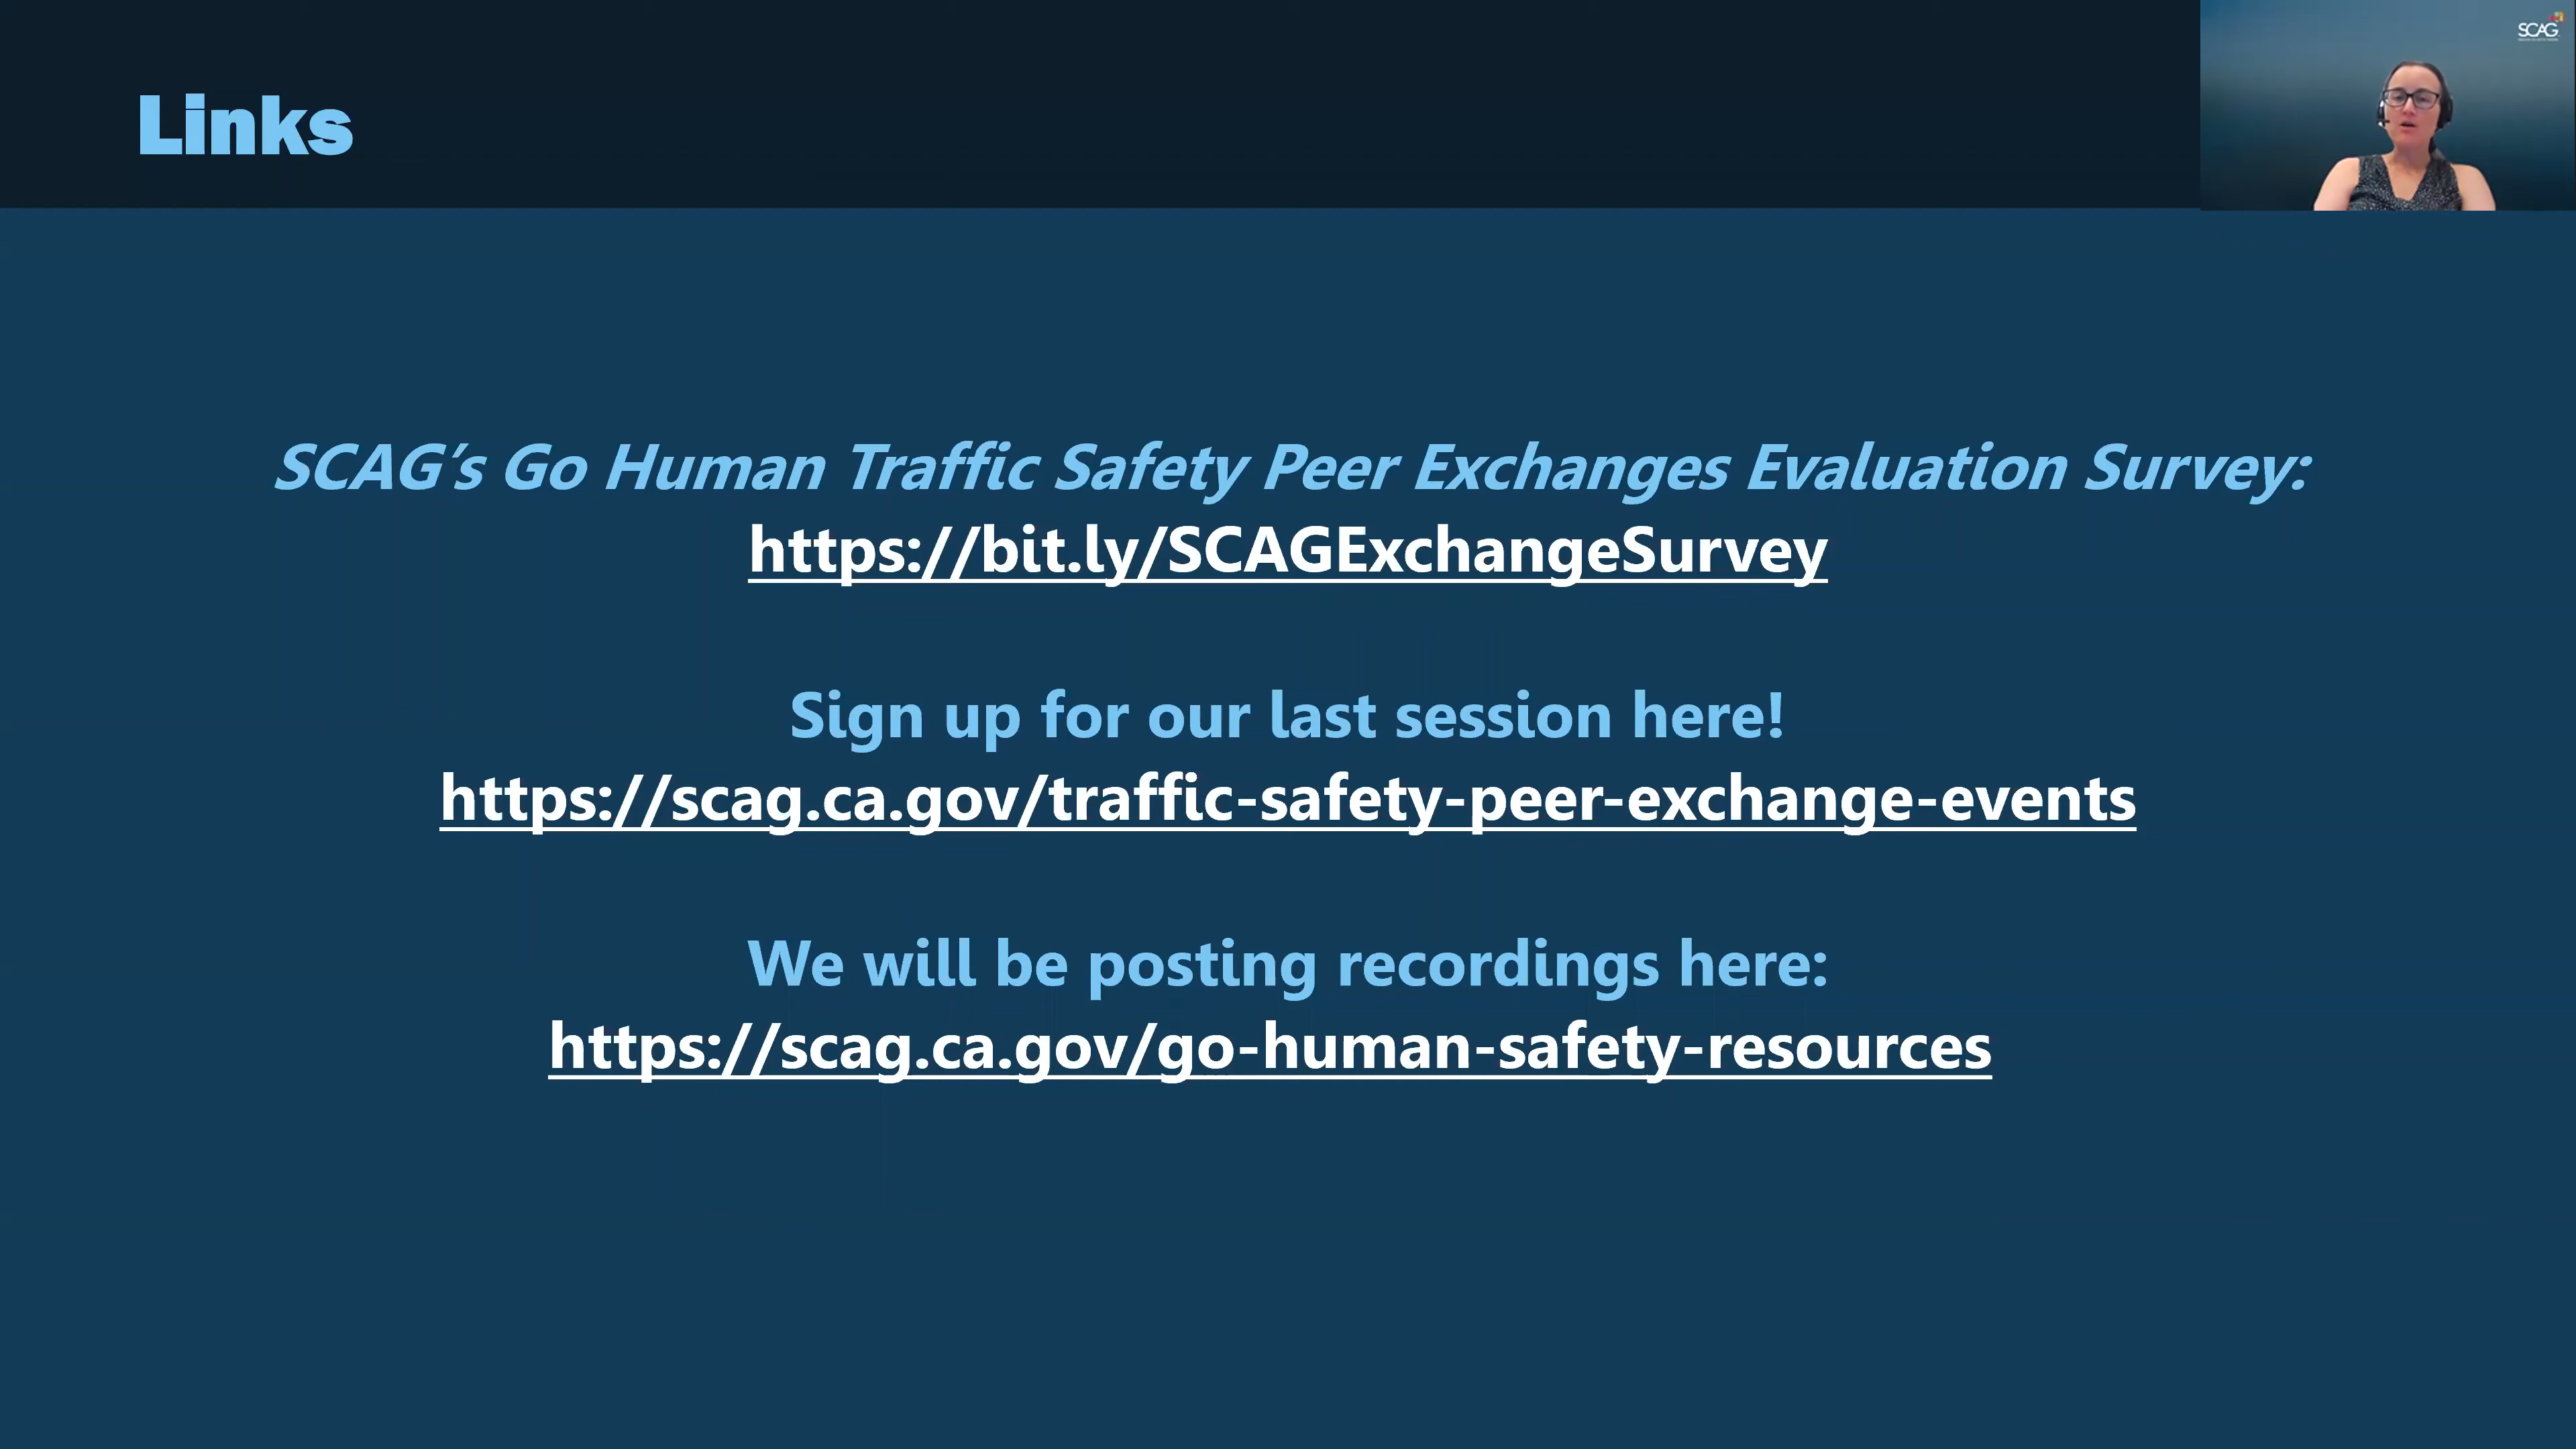 SCAG
Links
SCAG's Go Human Traffic Safety Peer Exchanges Evaluation Survey:
https://bit.ly/SCAGExchangeSurvey
Sign up for our last session here!
https://scag.ca.gov/traffic-safety-peer-exchange-events
We will be posting recordings here:
https://scag.ca.gov/go-human-safety-resources